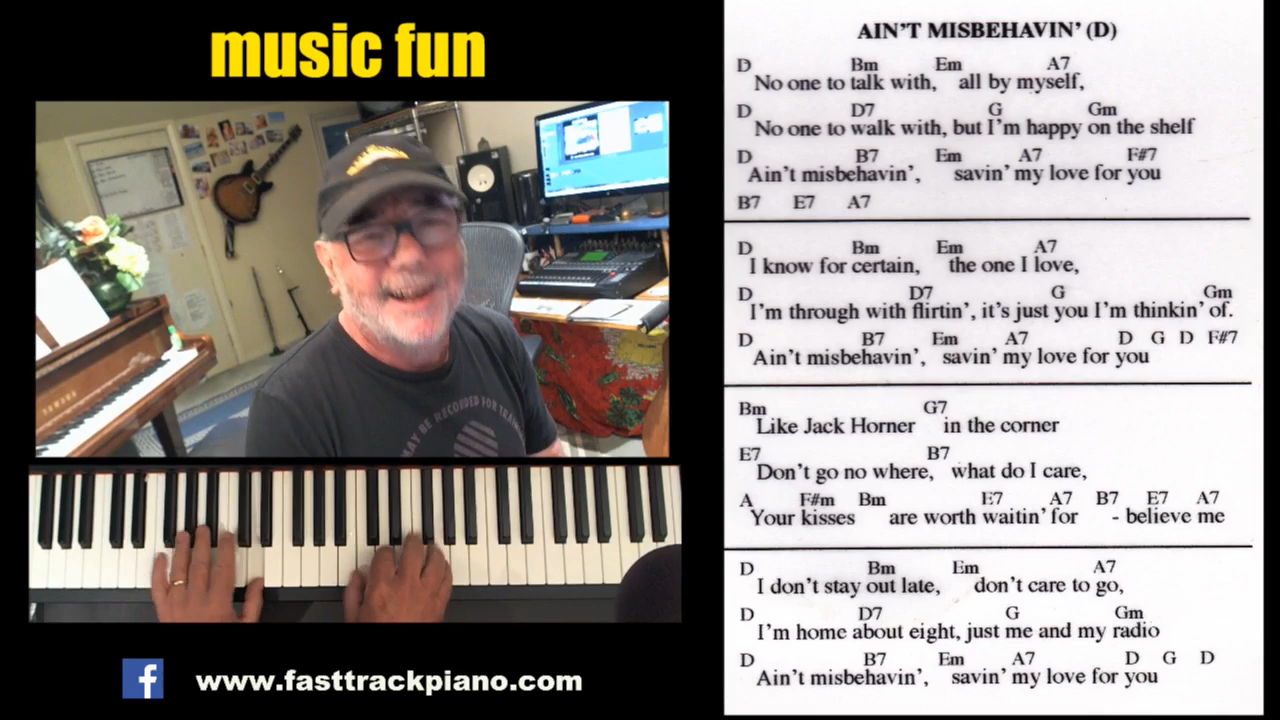 music fun
MAY BE RECORDED FOR TRAI
YAMAHA
www.fasttrackpiano.com
AIN'T MISBEHAVIN' (D)
D Bm Em A7
No one to talk with, all by myself,
D D7 G Gm
No one to walk with, but I'm happy on the shelf
D B7 Em A7 F#7
Ain't misbehavin', savin' my love for you
B7 E7 A7
D Bm Em A7
I know for certain, the one I love,
D D7 G Gm
I'm through with flirtin', it's just you I'm thinkin' of.
D B7 Em A7 D G D F#7
Ain't misbehavin', savin' my love for you
Bm G7
Like Jack Horner in the corner
E7 B7
Don't go no where, what do I care,
A F#m Bm E7 A7 B7 E7 A7
Your kisses are worth waitin' for - believe me
D Bm Em A7
I don't stay out late, don't care to go,
D D7 G Gm
I'm home about eight, just me and my radio
D B7 Em A7 D G D
Ain't misbehavin', savin' my love for you